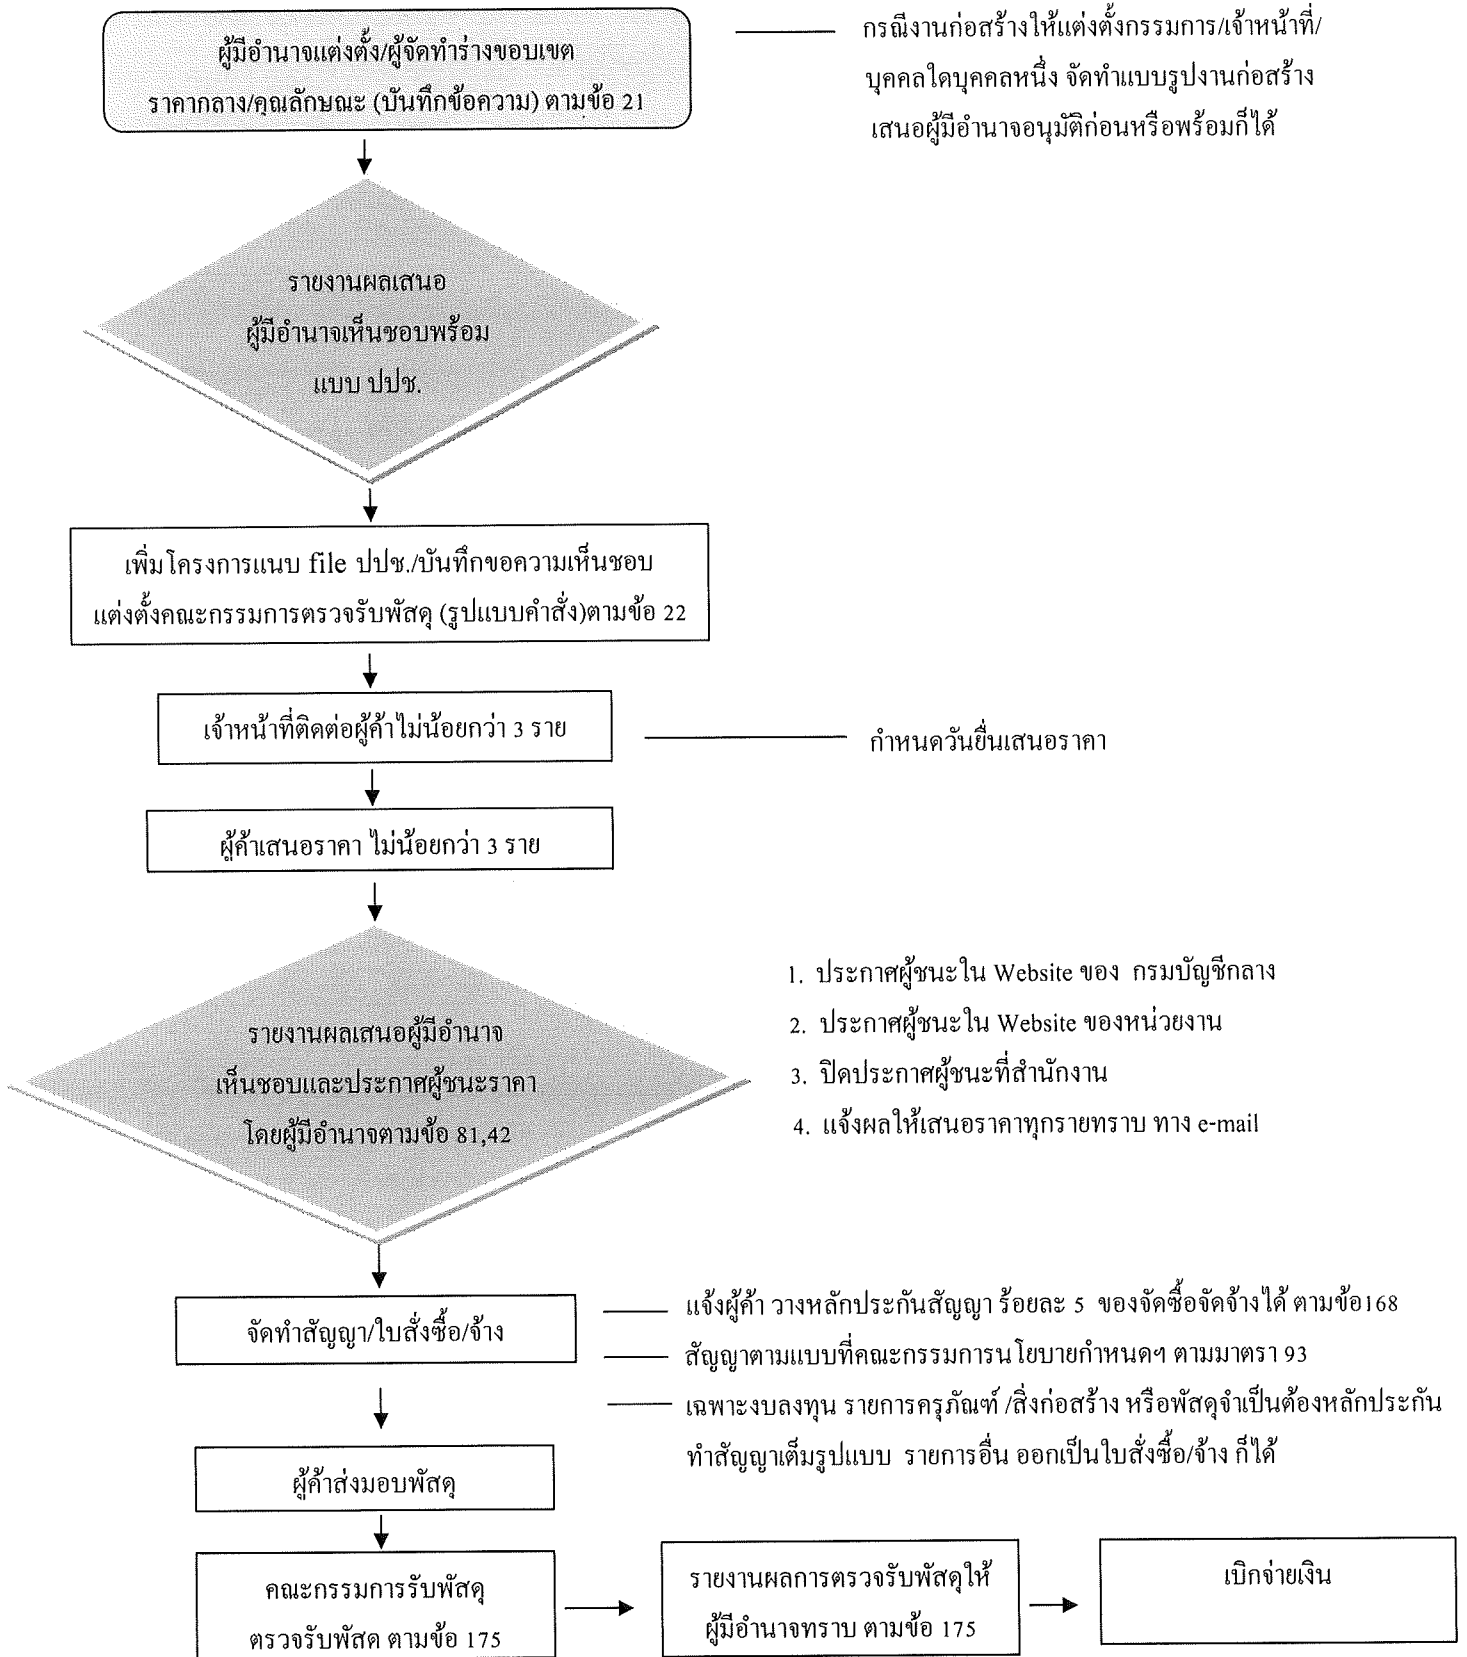 ผู้มีอำนาจแต่งตั้ง/ผู้จัดทำร่างขอบเขต
ราคากลาง/คุณลักษณะ (บันทึกข้อความ) ตามข้อ 21
กรณีงานก่อสร้างให้แต่งตั้งกรรมการ/เจ้าหน้าที่/
บุคคลใดบุคคลหนึ่ง จัดทำแบบรูปงานก่อสร้าง
เสนอผู้มีอำนาจอนุมัติก่อนหรือพร้อมก็ได้
รายงานผลเสนอ
ผู้มีอำนาจเห็นชอบพร้อม
แบบ ปปช.
เพิ่มโครงการแนบ file ปปช./บันทึกขอความเห็นชอบ
แต่งตั้งคณะกรรมการตรวจรับพัสดุ (รูปแบบคำสั่ง)ตามข้อ 22
เจ้าหน้าที่ติดต่อผู้ค้าไม่น้อยกว่า 3 ราย
กำหนดวันยื่นเสนอราคา
ผู้ค้าเสนอราคา ไม่น้อยกว่า 3 ราย
รายงานผลเสนอผู้มีอำนาจ
เห็นชอบและประกาศผู้ชนะราคา
โดยผู้มีอำนาจตามข้อ 81,42
1. ประกาศผู้ชนะใน Website ของ กรมบัญชีกลาง
2. ประกาศผู้ชนะใน Website ของหน่วยงาน
3. ปิดประกาศผู้ชนะที่สำนักงาน
4. แจ้งผลให้เสนอราคาทุกรายทราบ ทาง e-mail
จัดทำสัญญา/ใบสั่งซื้อ/จ้าง
แจ้งผู้ค้า วางหลักประกันสัญญา ร้อยละ 5 ของจัดซื้อจัดจ้างได้ ตามข้อ168
สัญญาตามแบบที่คณะกรรมการนโยบายกำหนดฯ ตามมาตรา 93
เฉพาะงบลงทุน รายการครุภัณฑ์ /สิ่งก่อสร้าง หรือพัสดุจำเป็นต้องหลักประกัน
ทำสัญญาเต็มรูปแบบ รายการอื่น ออกเป็นใบสั่งซื้อ/จ้าง ก็ได้
ผู้ค้าส่งมอบพัสดุ
คณะกรรมการรับพัสดุ
ตรวจรับพัสด ตามข้อ 175
รายงานผลการตรวจรับพัสดุให้
ผู้มีอำนาจทราบ ตามข้อ 175
เบิกจ่ายเงิน